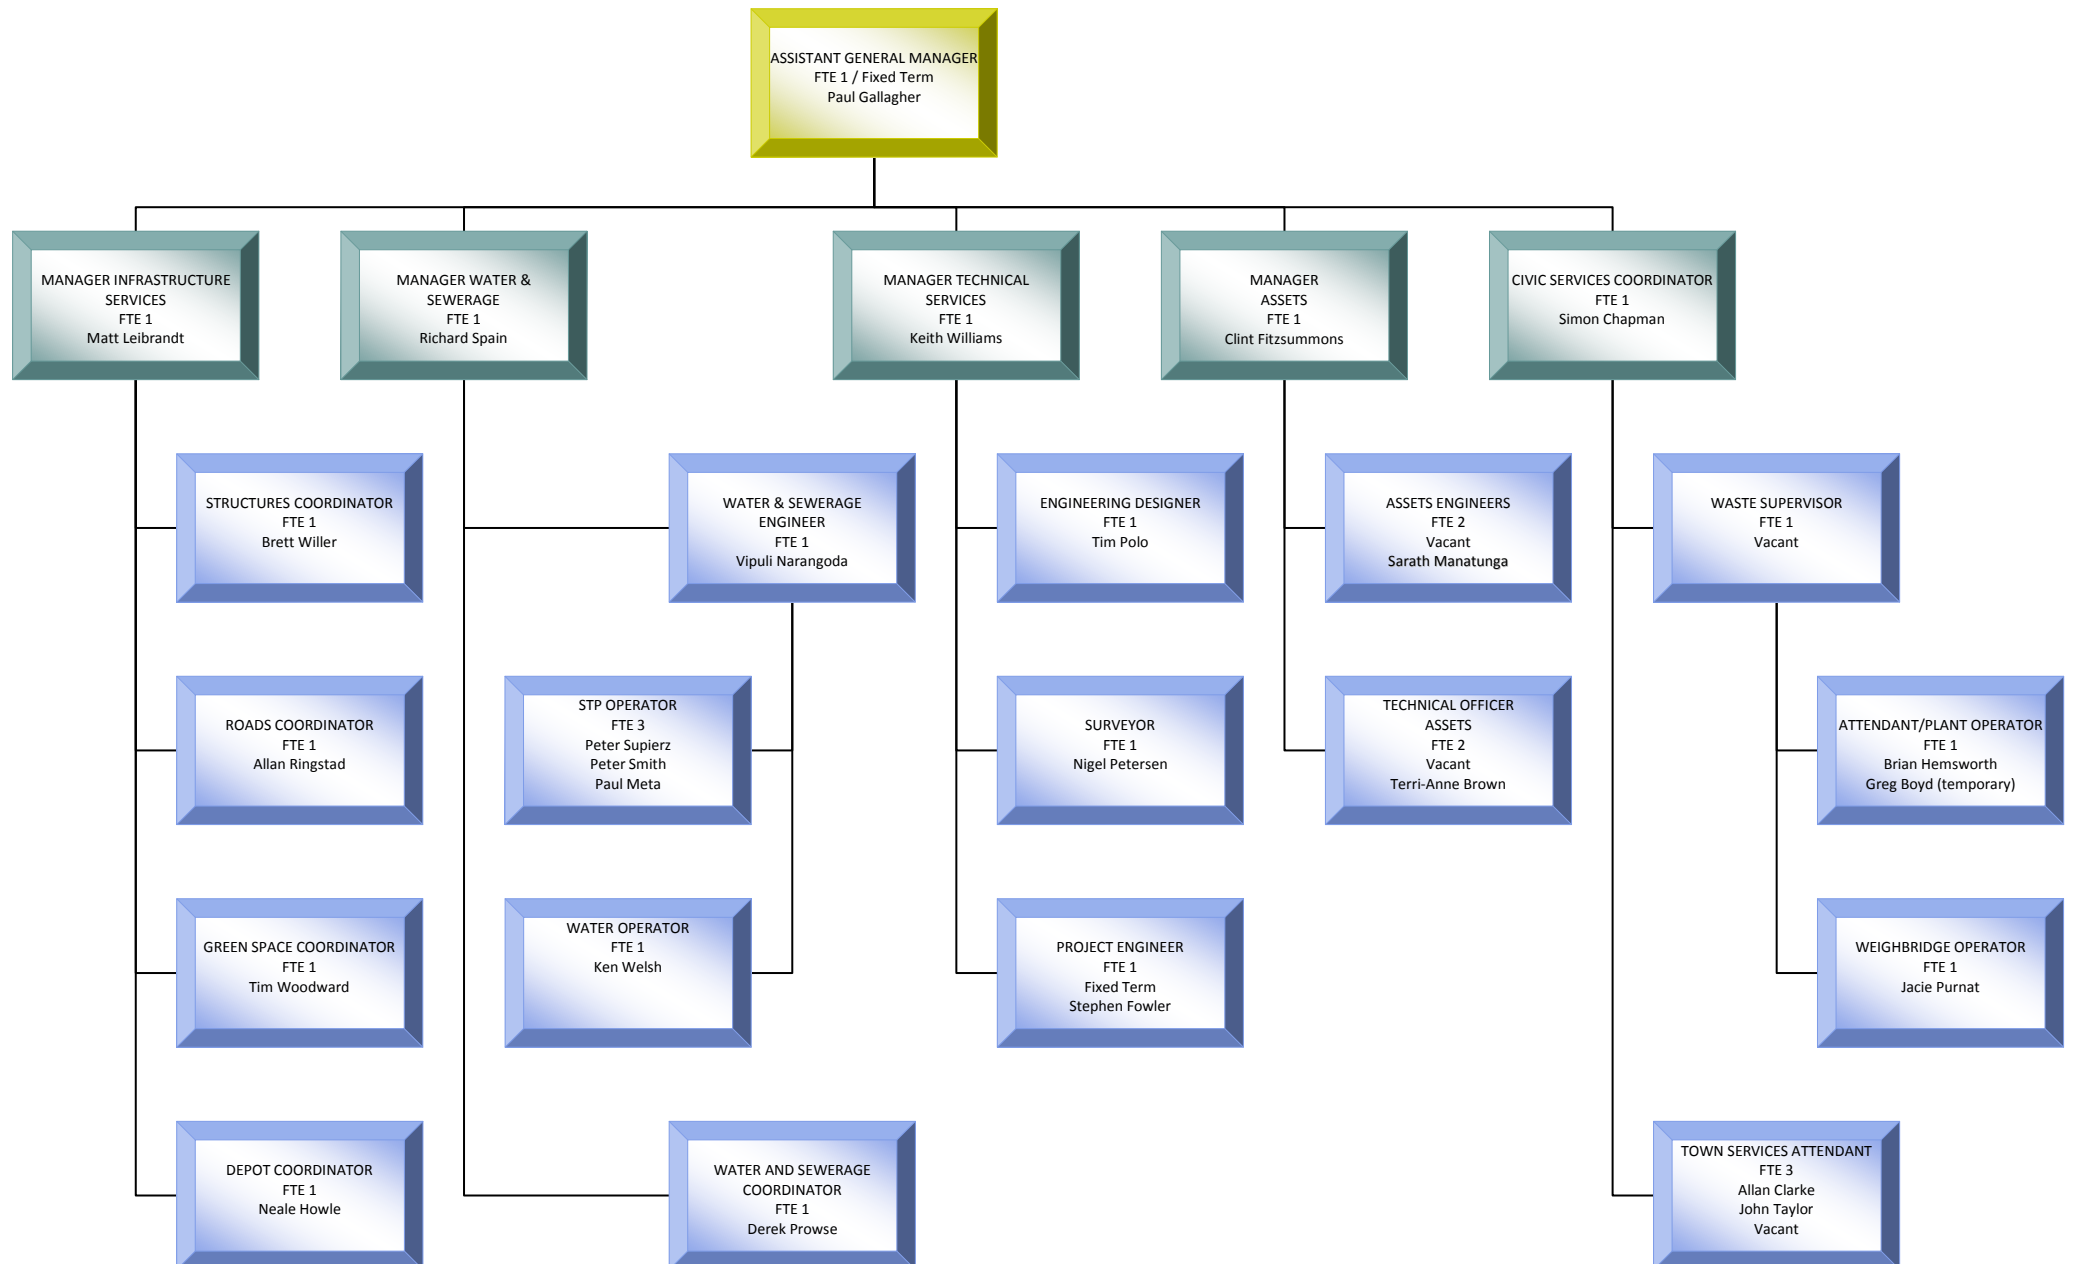 ASSISTANT GENERAL MANAGER
FTE 1 / Fixed Term
Paul Gallagher
MANAGER INFRASTRUCTURE
SERVICES
FTE 1
Matt Leibrandt
MANAGER WATER &
SEWERAGE
FTE 1
Richard Spain
MANAGER TECHNICAL
SERVICES
FTE 1
Keith Williams
MANAGER
ASSETS
FTE 1
Clint Fitzsummons
CIVIC SERVICES COORDINATOR
FTE 1
Simon Chapman
STRUCTURES COORDINATOR
FTE 1
Brett Willer
WATER & SEWERAGE
ENGINEER
FTE 1
Vipuli Narangoda
ENGINEERING DESIGNER
FTE 1
Tim Polo
ASSETS ENGINEERS
FTE 2
Vacant
Sarath Manatunga
WASTE SUPERVISOR
FTE 1
Vacant
ROADS COORDINATOR
FTE 1
Allan Ringstad
STP OPERATOR
FTE 3
Peter Supierz
Peter Smith
Paul Meta
SURVEYOR
FTE 1
Nigel Petersen
TECHNICAL OFFICER
ASSETS
FTE 2
Vacant
Terri-Anne Brown
ATTENDANT/PLANT OPERATOR
FTE 1
Brian Hemsworth
Greg Boyd (temporary)
GREEN SPACE COORDINATOR
FTE 1
Tim Woodward
WATER OPERATOR
FTE 1
Ken Welsh
PROJECT ENGINEER
FTE 1
Fixed Term
Stephen Fowler
WEIGHBRIDGE OPERATOR
FTE 1
Jacie Purnat
DEPOT COORDINATOR
FTE 1
Neale Howle
WATER AND SEWERAGE
COORDINATOR
FTE 1
Derek Prowse
TOWN SERVICES ATTENDANT
FTE 3
Allan Clarke
John Taylor
Vacant